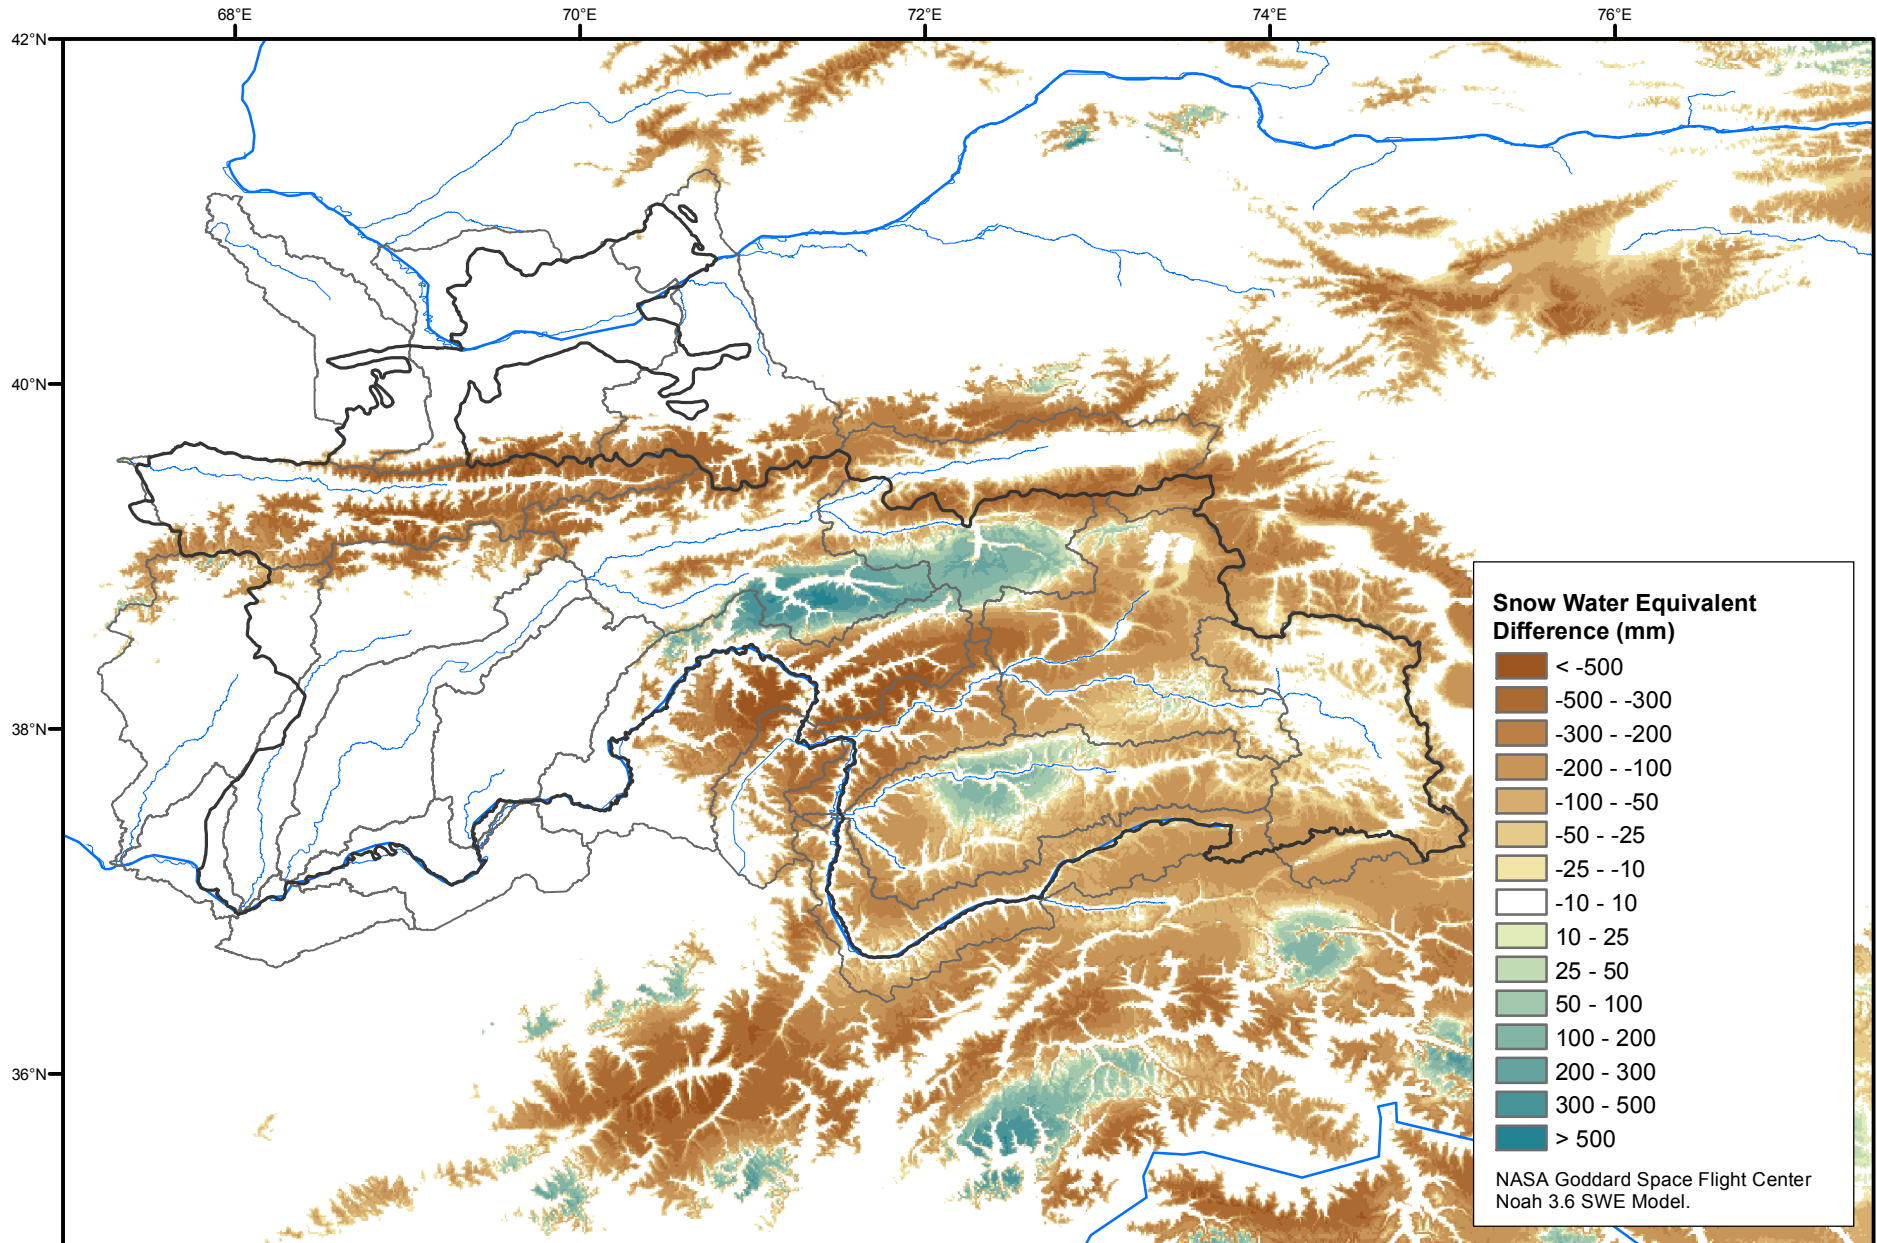 68°E 70°E 72°E 74°E 76°E
42°N
40°N
38°N
36°N
Snow Water Equivalent
Difference (mm)
< -500
-500 - -300
-300 - -200
-200 - -100
-100 - -50
-50 - -25
-25 - -10
-10 - 10
10 - 25
25 - 50
50 - 100
100 - 200
200 - 300
300 - 500
> 500
NASA Goddard Space Flight Center
Noah 3.6 SWE Model.